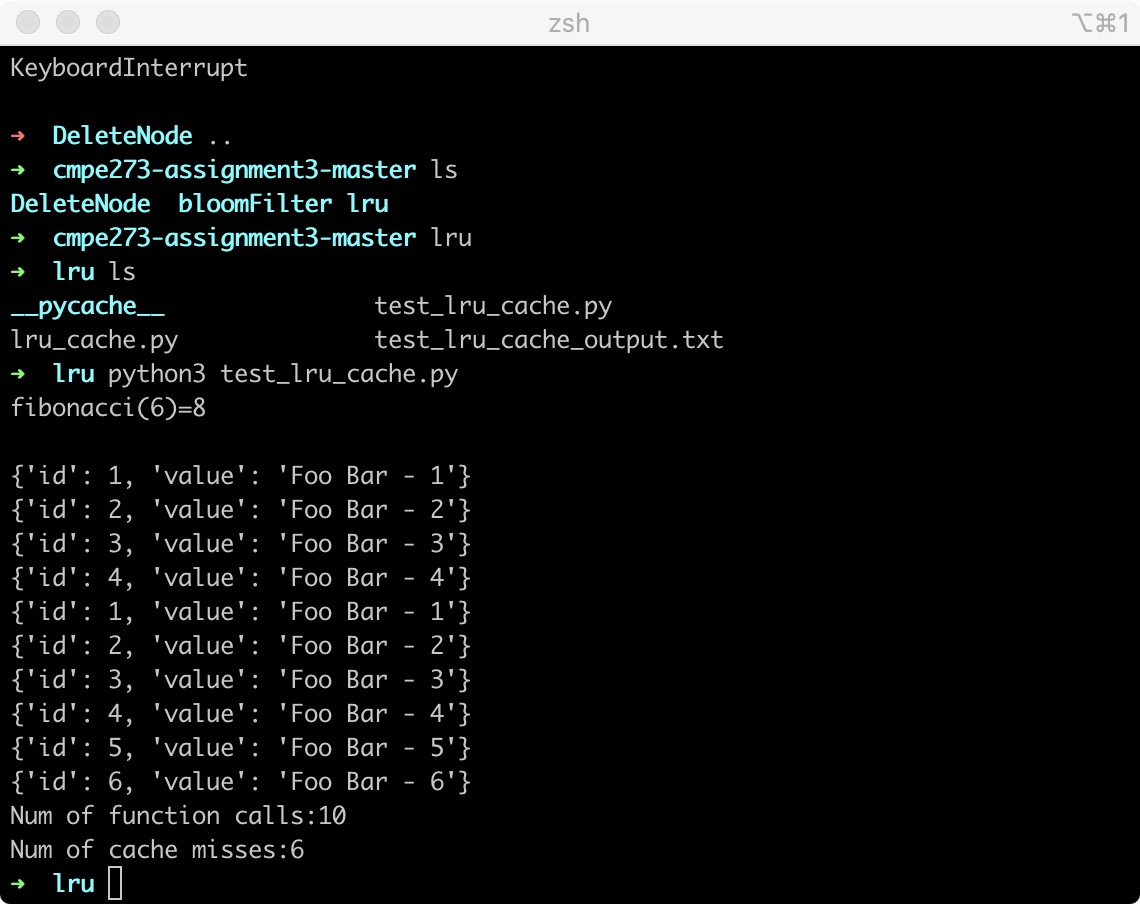 zsh
⌥⌘1
KeyboardInterrupt
➜  DeleteNode ..
➜  cmpe273-assignment3-master ls
DeleteNode  bloomFilter lru
➜  cmpe273-assignment3-master lru
➜  lru ls
__pycache__               test_lru_cache.py
lru_cache.py              test_lru_cache_output.txt
➜  lru python3 test_lru_cache.py
fibonacci(6)=8
{'id': 1, 'value': 'Foo Bar - 1'}
{'id': 2, 'value': 'Foo Bar - 2'}
{'id': 3, 'value': 'Foo Bar - 3'}
{'id': 4, 'value': 'Foo Bar - 4'}
{'id': 1, 'value': 'Foo Bar - 1'}
{'id': 2, 'value': 'Foo Bar - 2'}
{'id': 3, 'value': 'Foo Bar - 3'}
{'id': 4, 'value': 'Foo Bar - 4'}
{'id': 5, 'value': 'Foo Bar - 5'}
{'id': 6, 'value': 'Foo Bar - 6'}
Num of function calls:10
Num of cache misses:6
➜  lru